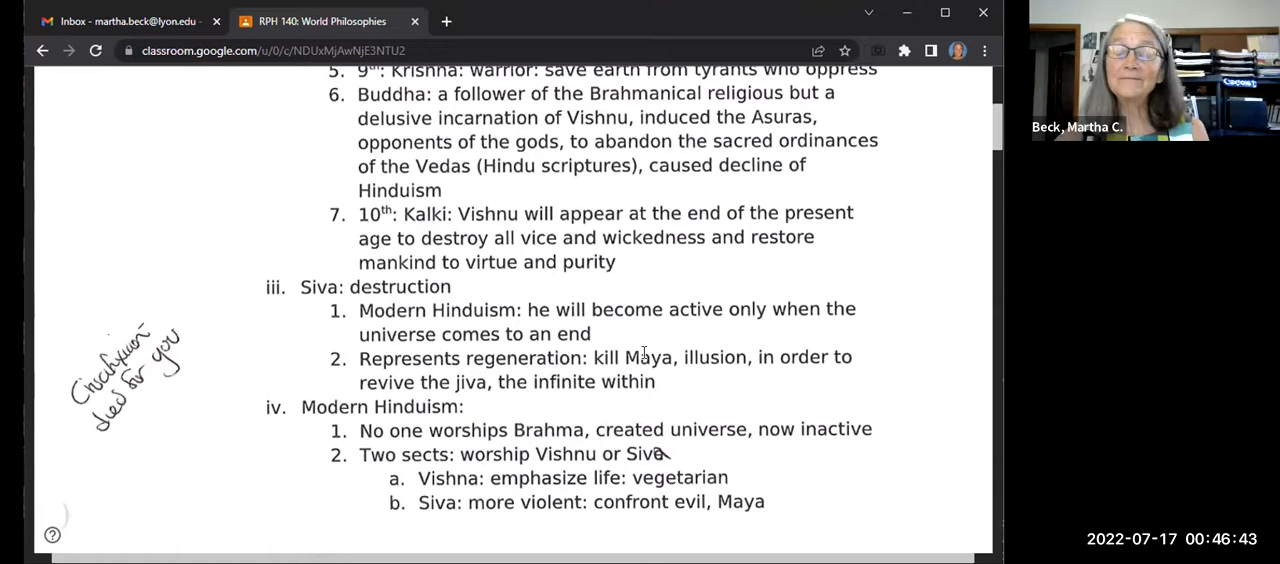 Inbox - martha.beck@lyon.edu -
RPH 140: World Philosophies
classroom.google.com/u/0/c/NDUxMjAwNjE3NTU2
5. 9th: Krishna: warrior: save earth from tyrants who oppress
6. Buddha: a follower of the Brahmanical religious but a
delusive incarnation of Vishnu, induced the Asuras,
opponents of the gods, to abandon the sacred ordinances
of the Vedas (Hindu scriptures), caused decline of
Hinduism
7. 10th: Kalki: Vishnu will appear at the end of the present
age to destroy all vice and wickedness and restore
mankind to virtue and purity
iii. Siva: destruction
1. Modern Hinduism: he will become active only when the
universe comes to an end
2. Represents regeneration: kill Maya, illusion, in order to
revive the jiva, the infinite within
iv. Modern Hinduism:
1. No one worships Brahma, created universe, now inactive
2. Two sects: worship Vishnu or Siva
a. Vishna: emphasize life: vegetarian
b. Siva: more violent: confront evil, Maya
died for you
Beck, Martha C.
2022-07-17 00:46:43